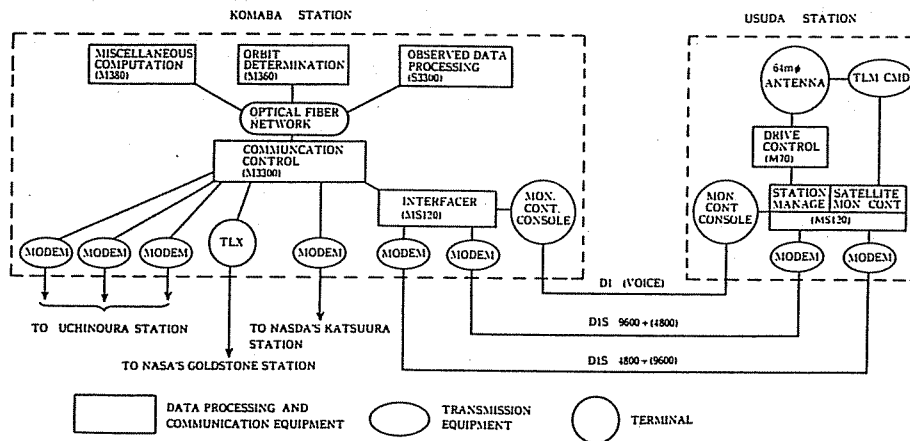 KOMABA STATION
USUDA STATION
MISCELLANEOUS
COMPUTATION
(M380)
ORBIT
DETERMINATION
(M360)
OBSERVED DATA
PROCESSING
(S3300)
OPTICAL FIBER
NETWORK
COMMUNCATION
CONTROL
(M3300)
INTERFACER
(MS120)
MON.
CONT.
CONSOLE
MODEM
MODEM
MODEM
TLX
MODEM
MODEM
MODEM
64mφ
ANTENNA
TLM CMD
DRIVE
CONTROL
(M70)
MON.
CONT
CONSOLE
STATION
MANAGE
SATELLITE
MON CONT
(MS120)
MODEM
MODEM
D1 (VOICE)
D1S 9600 + (4800)
D1S 4800 + (9600)
TO UCHINOURA STATION
TO NASDA'S KATSUURA
STATION
TO NASA'S GOLDSTONE STATION
DATA PROCESSING AND
COMMUNICATION EQUIPMENT
TRANSMISSION
EQUIPMENT
TERMINAL